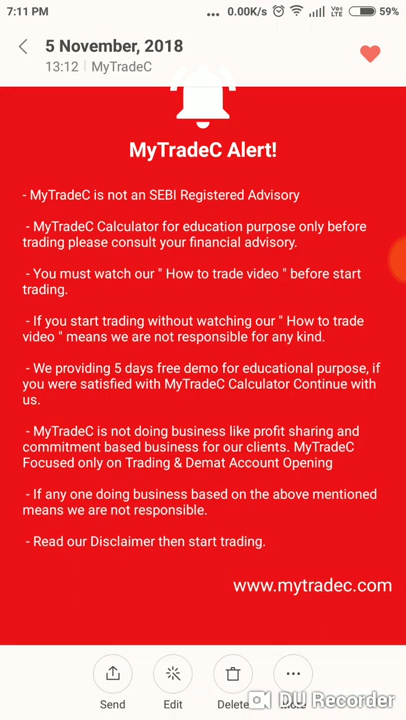 7:11 PM ... 0.00K/s VoLTE 59%
5 November, 2018
13:12 | MyTradeC
MyTradeC Alert!
- MyTradeC is not an SEBI Registered Advisory
- MyTradeC Calculator for education purpose only before
trading please consult your financial advisory.
- You must watch our " How to trade video " before start
trading.
- If you start trading without watching our " How to trade
video " means we are not responsible for any kind.
- We providing 5 days free demo for educational purpose, if
you were satisfied with MyTradeC Calculator Continue with
us.
- MyTradeC is not doing business like profit sharing and
commitment based business for our clients. MyTradeC
Focused only on Trading & Demat Account Opening
- If any one doing business based on the above mentioned
means we are not responsible.
- Read our Disclaimer then start trading.
www.mytradec.com
Send Edit Delete More
DU Recorder